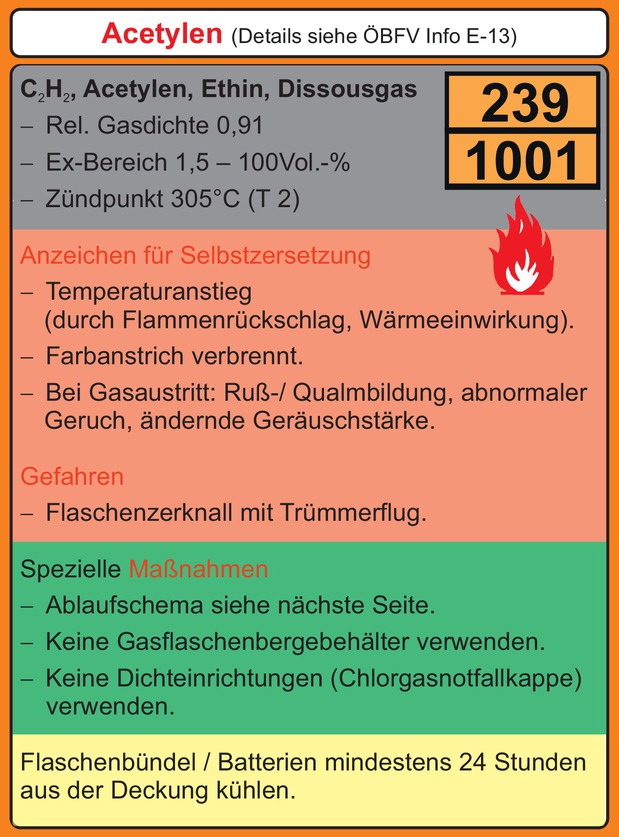 Acetylen (Details siehe ÖBFV Info E-13)
C₂H₂, Acetylen, Ethin, Dissousgas
– Rel. Gasdichte 0,91
– Ex-Bereich 1,5 – 100Vol.-%
– Zündpunkt 305°C (T 2)
239
1001
Anzeichen für Selbstzersetzung
– Temperaturanstieg
(durch Flammenrückschlag, Wärmeeinwirkung).
– Farbanstrich verbrennt.
– Bei Gasaustritt: Ruß-/ Qualmbildung, abnormaler
Geruch, ändernde Geräuschstärke.
Gefahren
– Flaschenzerknall mit Trümmerflug.
Spezielle Maßnahmen
– Ablaufschema siehe nächste Seite.
– Keine Gasflaschenbergebehälter verwenden.
– Keine Dichteinrichtungen (Chlorgasnotfallkappe)
verwenden.
Flaschenbündel / Batterien mindestens 24 Stunden
aus der Deckung kühlen.